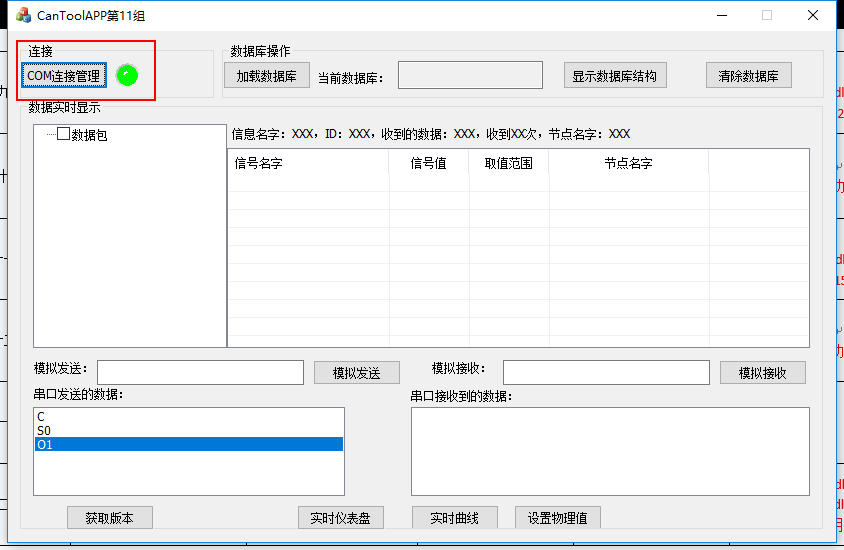 CanToolAPP第11组
连接
COM连接管理
数据库操作
加载数据库 当前数据库： 显示数据库结构 清除数据库
数据实时显示
数据包
信息名字：XXX，ID：XXX，收到的数据：XXX，收到XX次，节点名字：XXX
信号名字 信号值 取值范围 节点名字
模拟发送： 模拟发送 模拟接收： 模拟接收
串口发送的数据： 串口接收到的数据：
C
S0
O1
获取版本 实时仪表盘 实时曲线 设置物理值